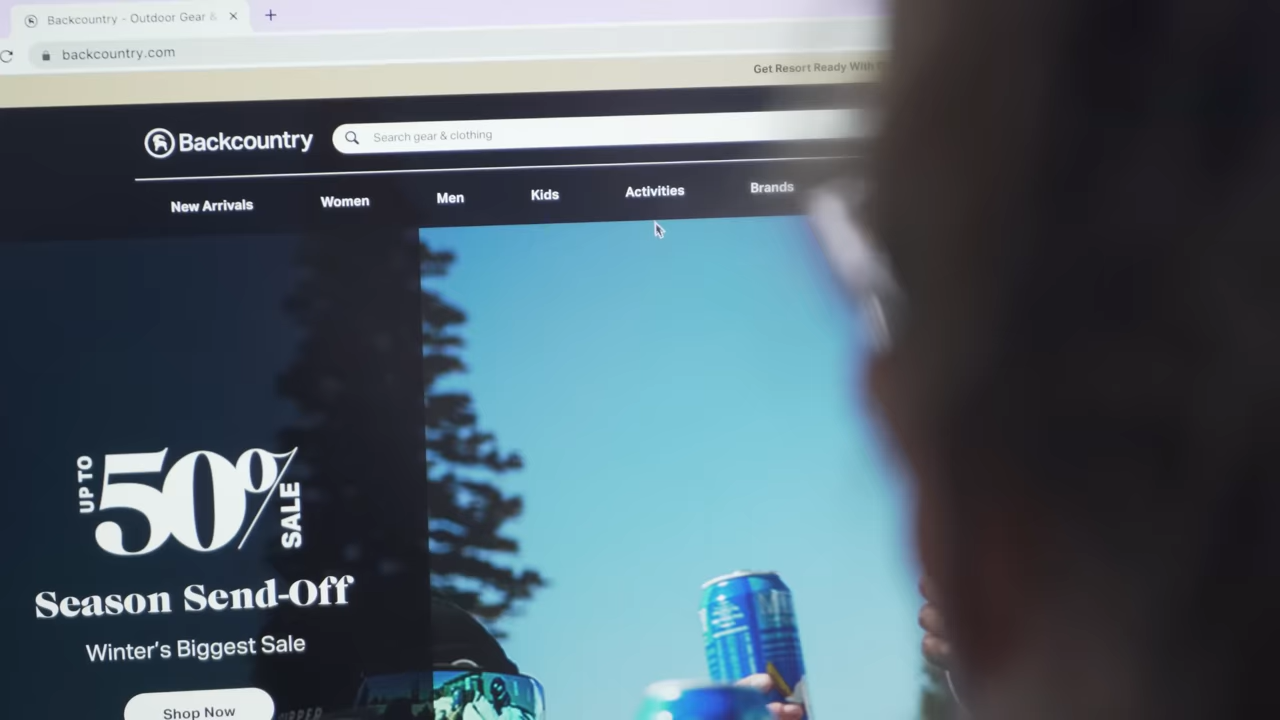 Backcountry - Outdoor Gear &
backcountry.com
Get Resort Ready With
Backcountry
Search gear & clothing
New Arrivals Women Men Kids Activities Brands
UP TO
50%
SALE
Season Send-Off
Winter's Biggest Sale
Shop Now